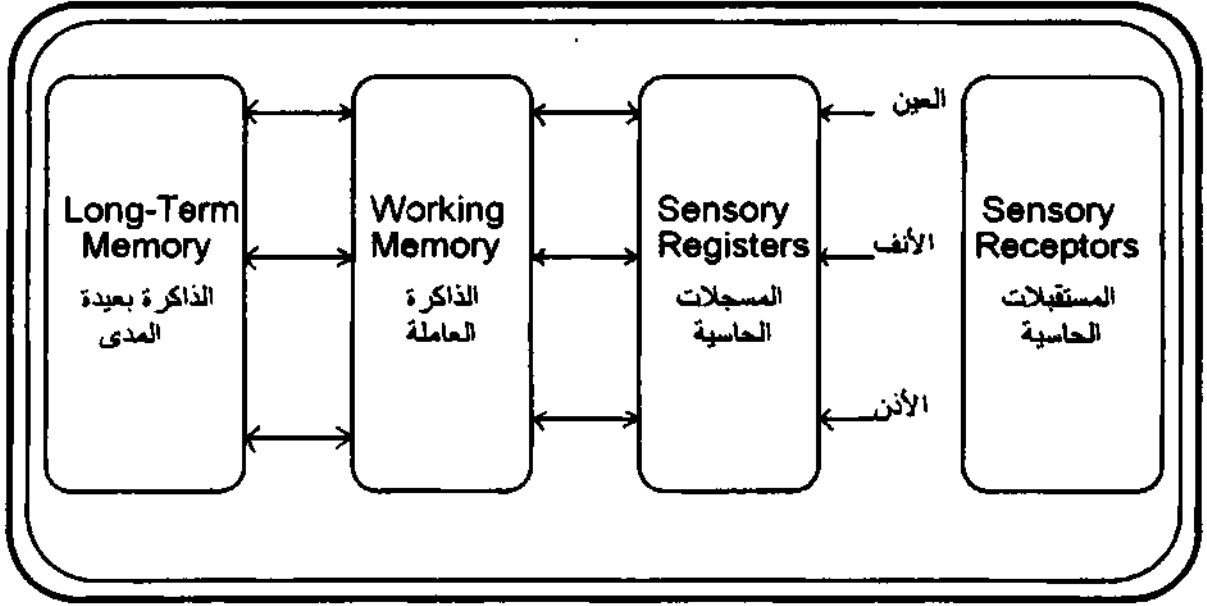 Long-Term
Memory
الذاكرة بعيدة
المدى
Working
Memory
الذاكرة
العاملة
Sensory
Registers
المسجلات
الحاسية
العين
الأنف
الأذن
Sensory
Receptors
المستقبلات
الحاسية